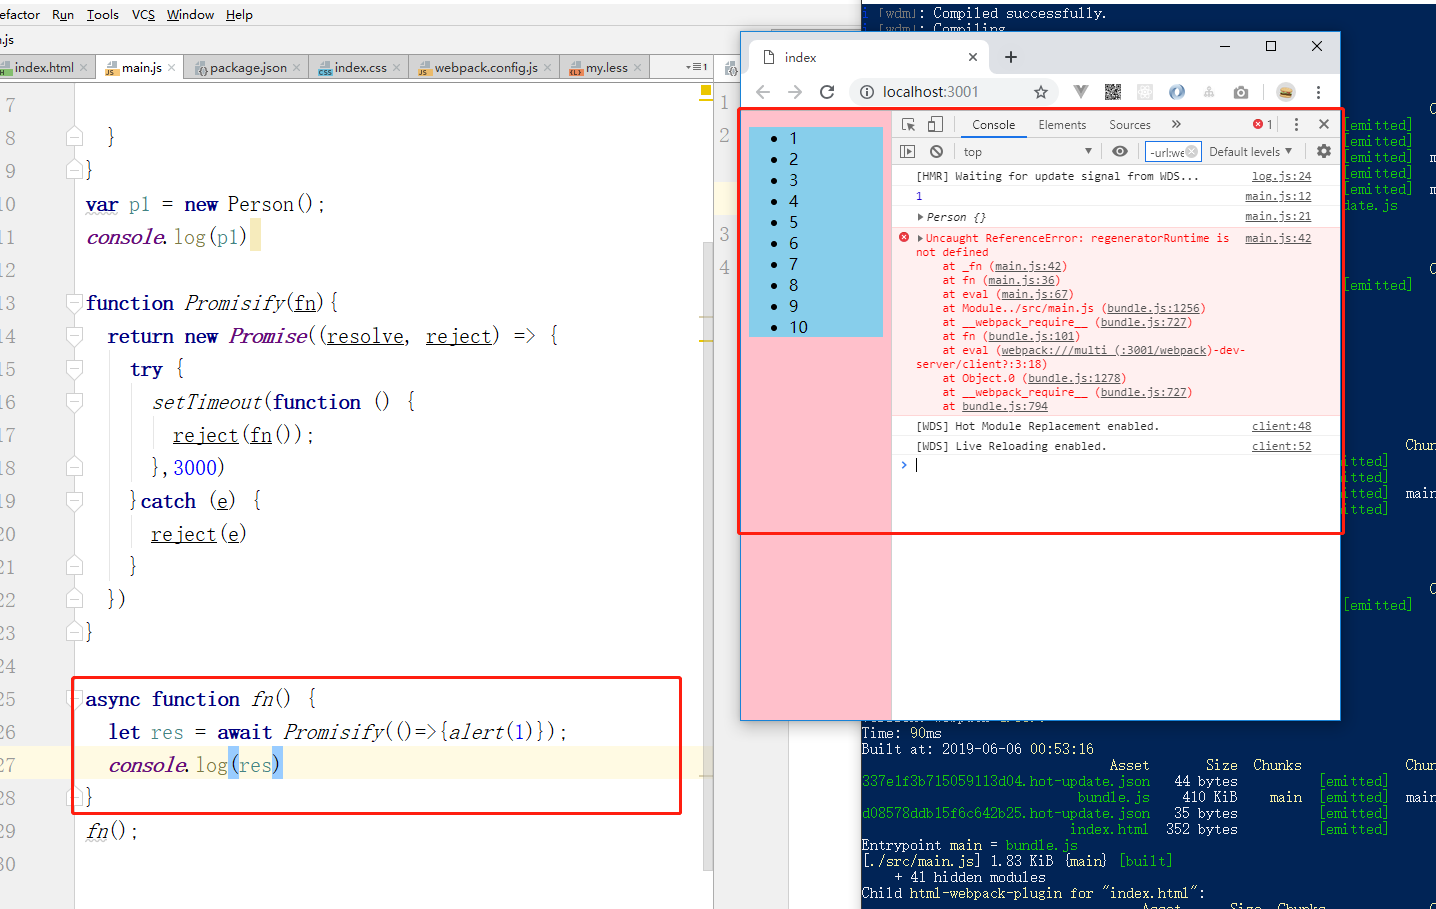 efactor Run Tools VCS Window Help
.js
index.html main.js package.json index.css webpack.config.js my.less
7
8 }
9 }
10 var p1 = new Person();
11 console.log(p1)
12
13 function Promisify(fn){
14 return new Promise((resolve, reject) => {
15 try {
16 setTimeout(function () {
17 reject(fn());
18 },3000)
19 }catch (e) {
20 reject(e)
21 }
22 })
23 }
24
25 async function fn() {
26 let res = await Promisify(()=>{alert(1)});
27 console.log(res)
28 }
29 fn();
30
1
1
2
3
4
｢wdm｣: Compiled successfully.
｢wdm｣: Compiling
index
localhost:3001
1
2
3
4
5
6
7
8
9
10
Console Elements Sources » 1
top -url:we Default levels
[HMR] Waiting for update signal from WDS... log.js:24
1 main.js:12
Person {} main.js:21
Uncaught ReferenceError: regeneratorRuntime is main.js:42
not defined
at _fn (main.js:42)
at fn (main.js:36)
at eval (main.js:67)
at Module../src/main.js (bundle.js:1256)
at __webpack_require__ (bundle.js:727)
at fn (bundle.js:101)
at eval (webpack:///multi (:3001/webpack)-dev-
server/client?:3:18)
at Object.0 (bundle.js:1278)
at __webpack_require__ (bundle.js:727)
at bundle.js:794
[WDS] Hot Module Replacement enabled. client:48
[WDS] Live Reloading enabled. client:52
[emitted]
[emitted]
[emitted] m
[emitted]
[emitted] m
date.js
[emitted]
Chunk
itted]
itted]
itted] main
itted]
[emitted]
Time: 90ms
Built at: 2019-06-06 00:53:16
Asset Size Chunks Chun
337e1f3b715059113d04.hot-update.json 44 bytes [emitted]
bundle.js 410 KiB main [emitted] main
d08578ddb15f6c642b25.hot-update.json 35 bytes [emitted]
index.html 352 bytes [emitted]
Entrypoint main = bundle.js
[./src/main.js] 1.83 KiB {main} [built]
+ 41 hidden modules
Child html-webpack-plugin for "index.html":
Asset Size Chunks